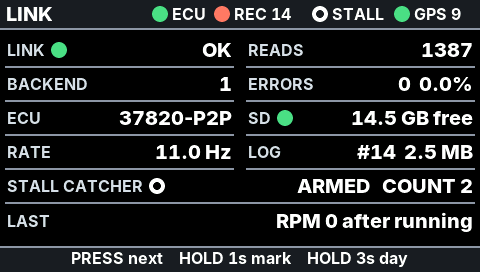 LINK ECU REC 14 STALL GPS 9
LINK OK READS 1387
BACKEND 1 ERRORS 0 0.0%
ECU 37820-P2P SD 14.5 GB free
RATE 11.0 Hz LOG #14 2.5 MB
STALL CATCHER ARMED COUNT 2
LAST RPM 0 after running
PRESS next HOLD 1s mark HOLD 3s day